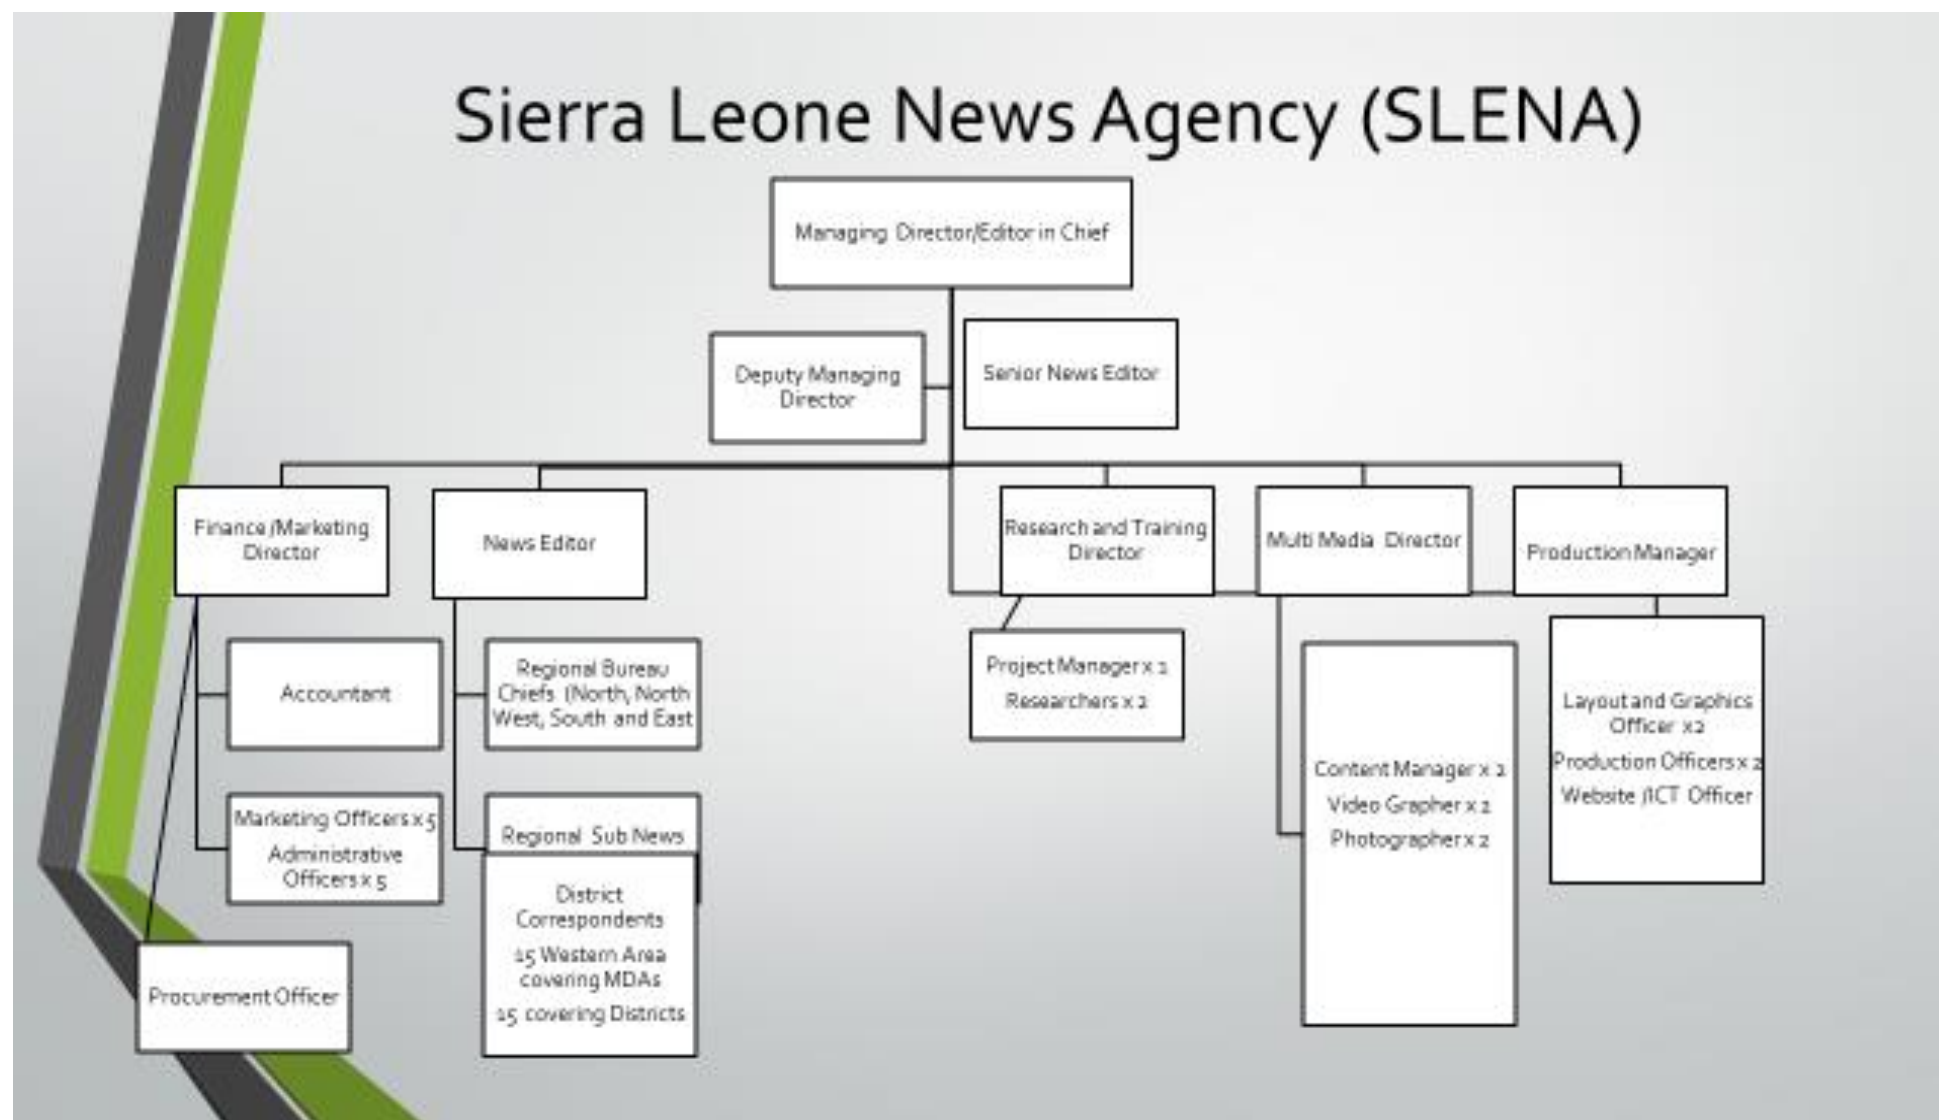 Sierra Leone News Agency (SLENA)
Managing Director/Editor in Chief
Deputy Managing
Director
Senior News Editor
Finance /Marketing
Director
News Editor
Research and Training
Director
Multi Media Director
Production Manager
Accountant
Regional Bureau
Chiefs (North, North
West, South and East
Project Manager x 1
Researchers x 2
Content Manager x 2
Video Grapher x 2
Photographer x 2
Layout and Graphics
Officer x2
Production Officers x 2
Website /ICT Officer
Marketing Officers x 5
Administrative
Officers x 5
Regional Sub News
District
Correspondents
15 Western Area
covering MDAs
15 covering Districts
Procurement Officer